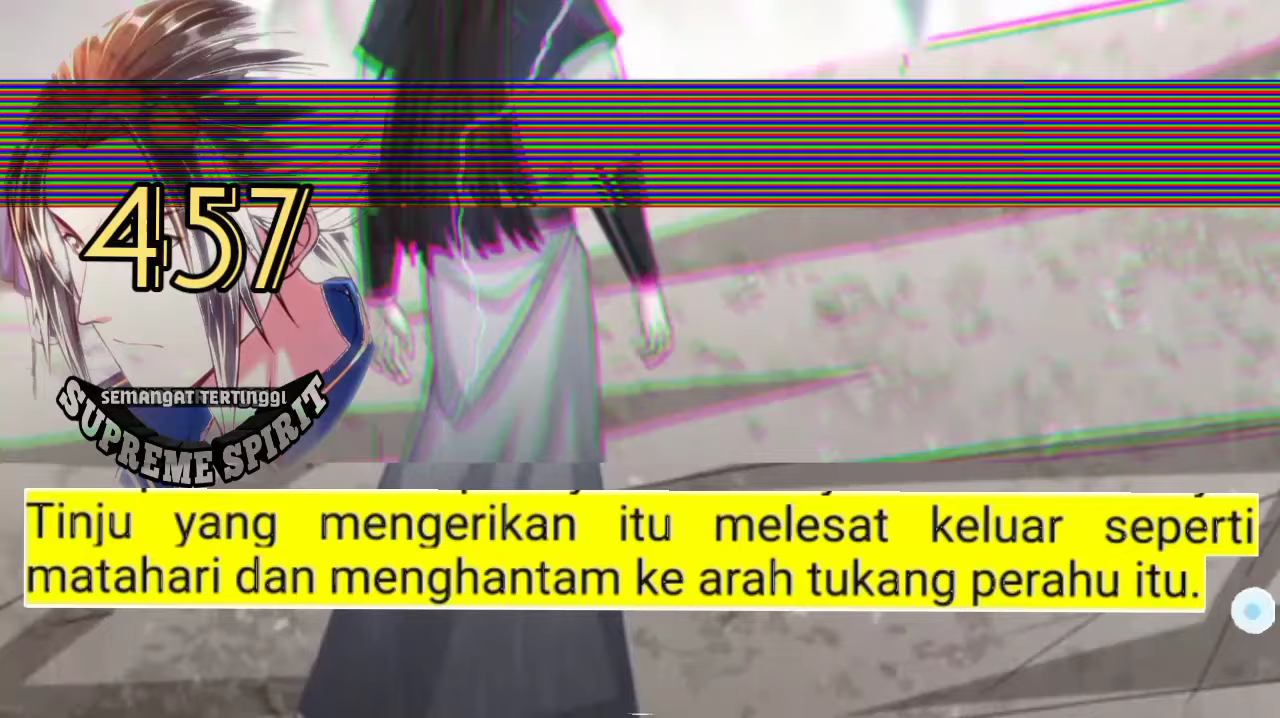 457
SEMANGAT TERTINGGI
SUPREME SPIRIT
Tinju yang mengerikan itu melesat keluar seperti
matahari dan menghantam ke arah tukang perahu itu.